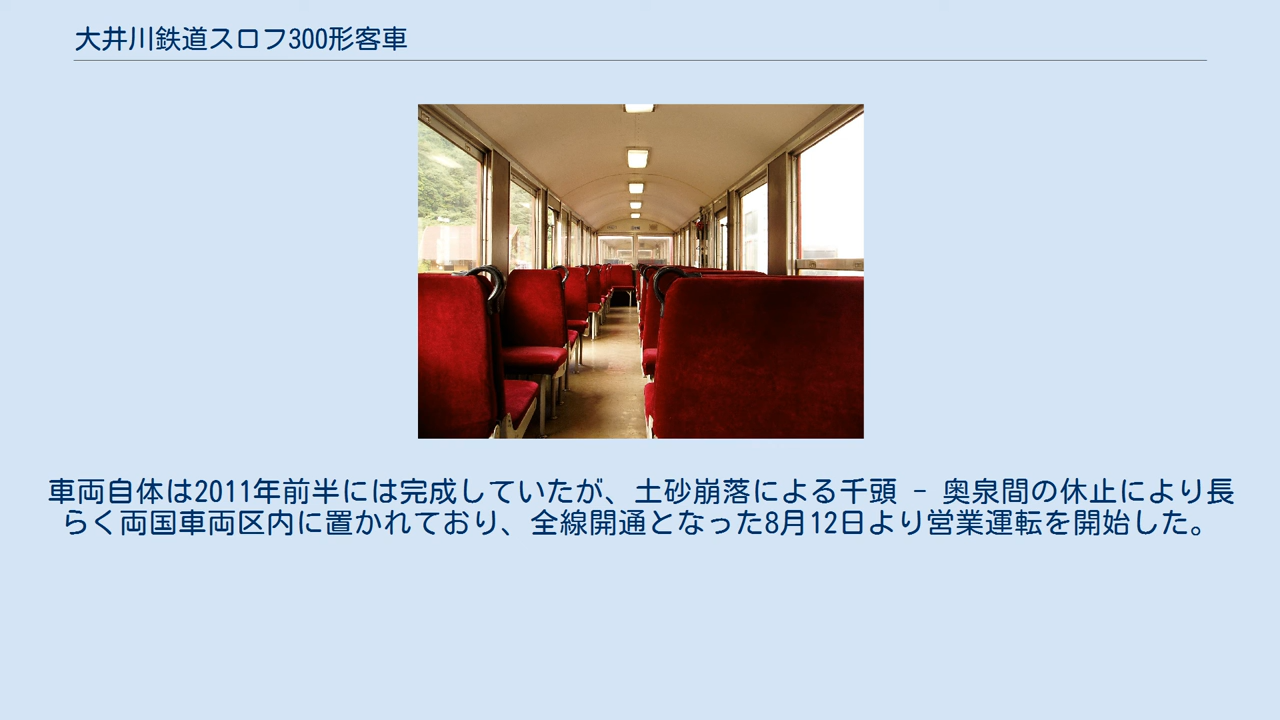 大井川鉄道スロフ300形客車
車両自体は2011年前半には完成していたが、土砂崩落による千頭 - 奥泉間の休止により長
らく両国車両区内に置かれており、全線開通となった8月12日より営業運転を開始した。